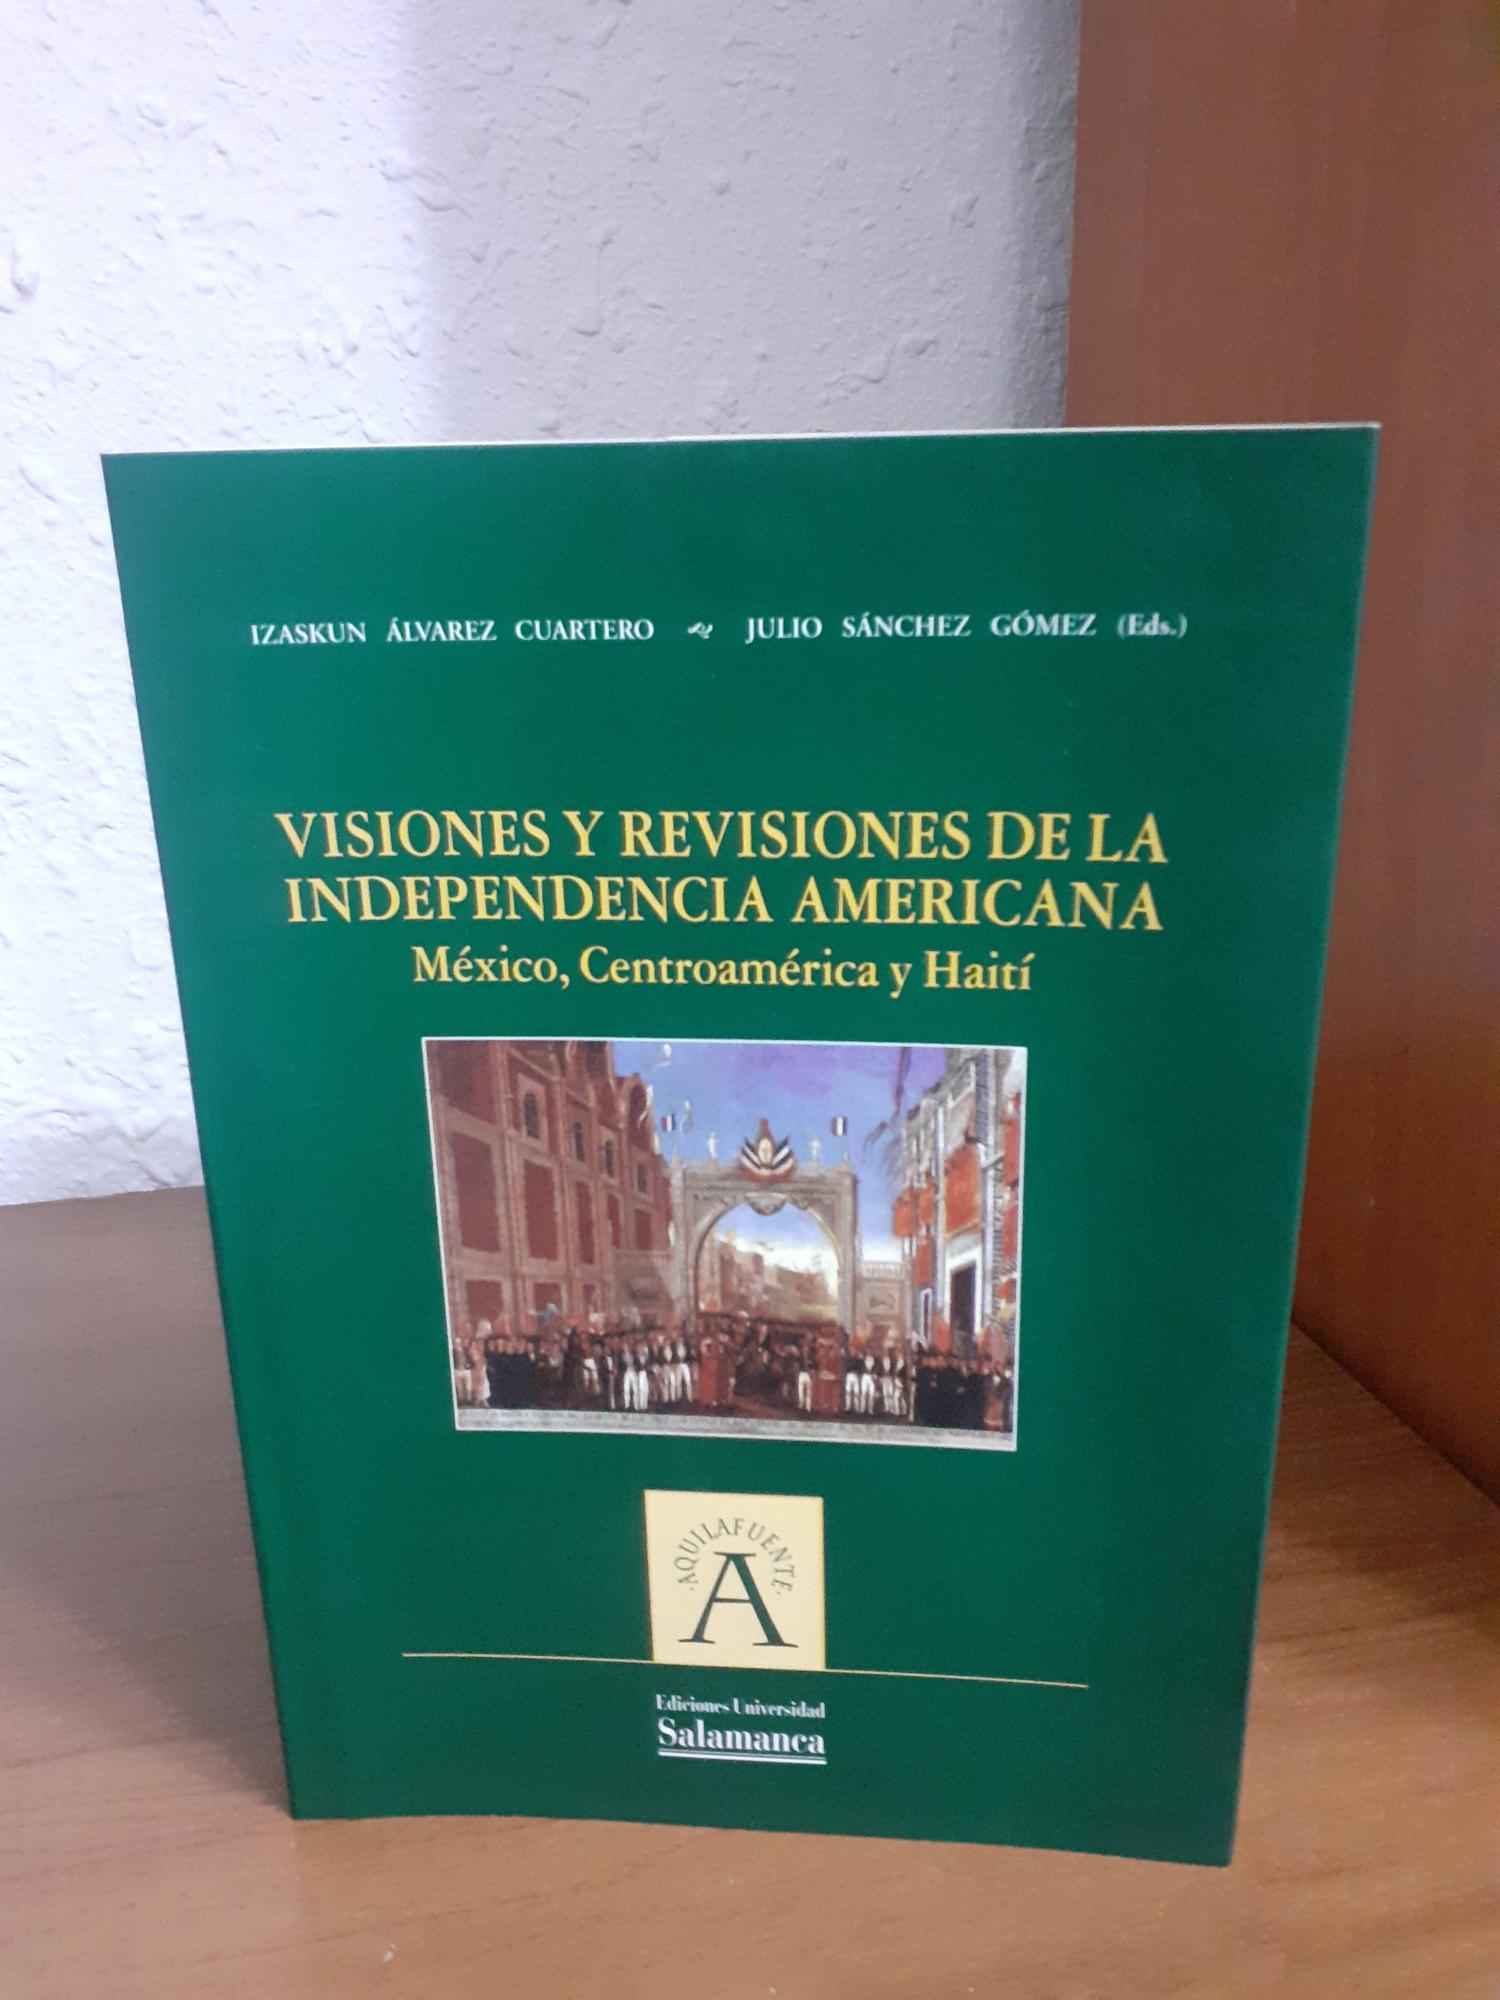 IZASKUN ÁLVAREZ CUARTERO JULIO SÁNCHEZ GÓMEZ (Eds.)
VISIONES Y REVISIONES DE LA
INDEPENDENCIA AMERICANA
México, Centroamérica y Haití
·AQUILAFUENTE·
A
Ediciones Universidad
Salamanca